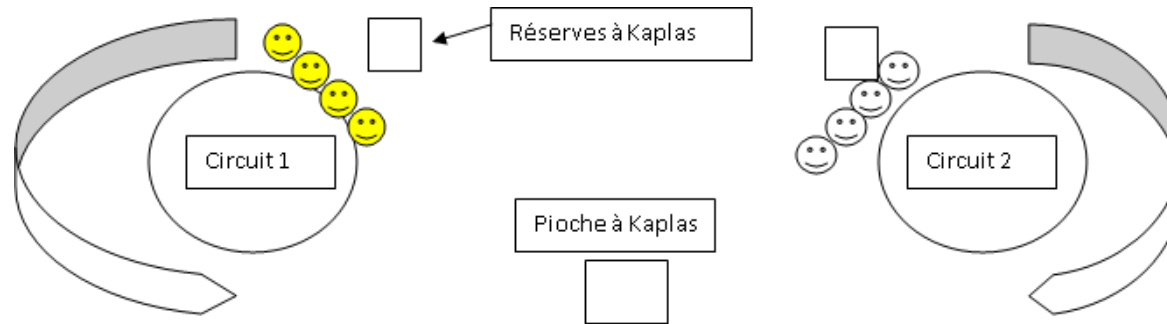 Réserves à Kaplas
Circuit 1
Circuit 2
Pioche à Kaplas